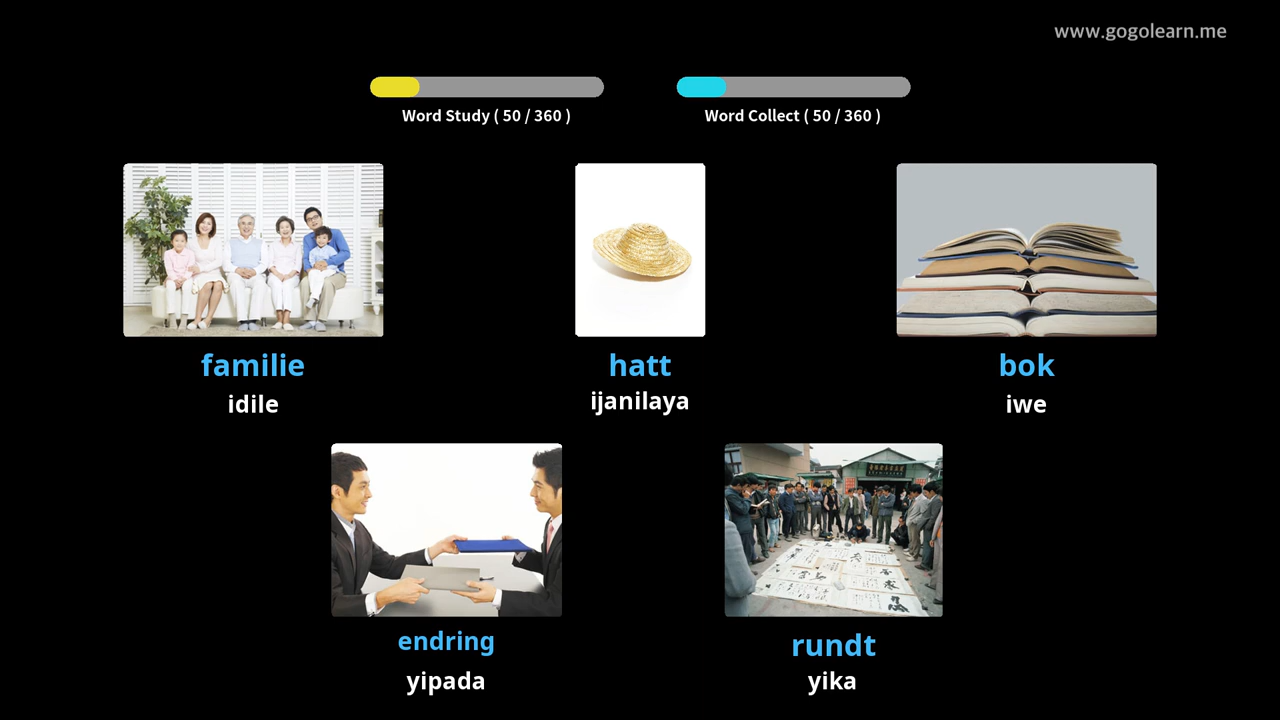 www.gogolearn.me
Word Study ( 50 / 360 )
Word Collect ( 50 / 360 )
familie
idile
hatt
ijanilaya
bok
iwe
endring
yipada
rundt
yika